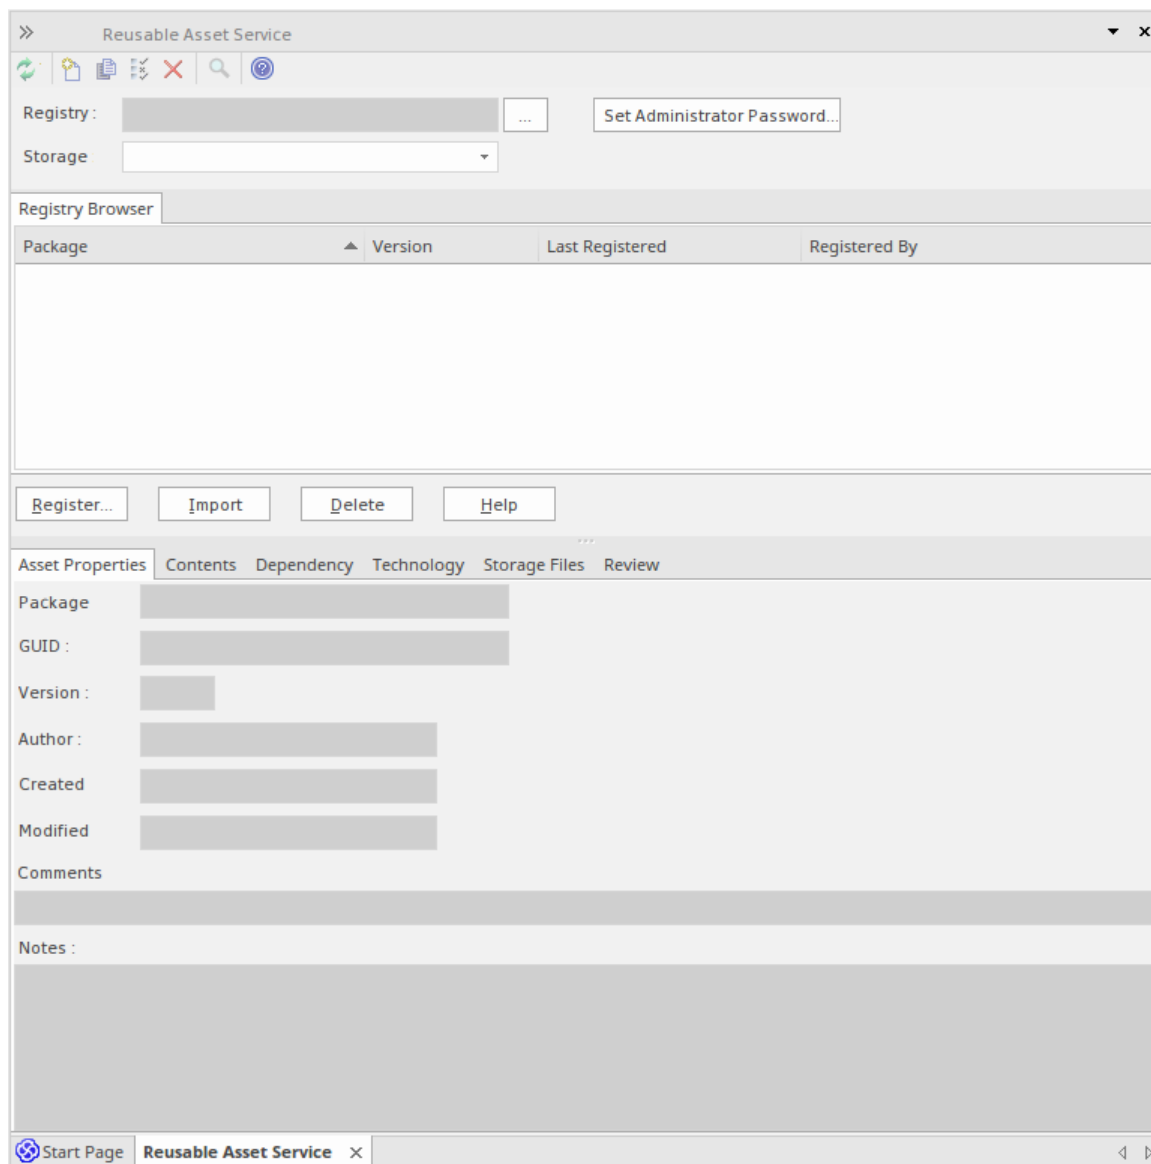 Reusable Asset Service
Registry : ... Set Administrator Password...
Storage
Registry Browser
Package Version Last Registered Registered By
Register... Import Delete Help
Asset Properties Contents Dependency Technology Storage Files Review
Package
GUID :
Version :
Author :
Created
Modified
Comments
Notes :
Start Page Reusable Asset Service